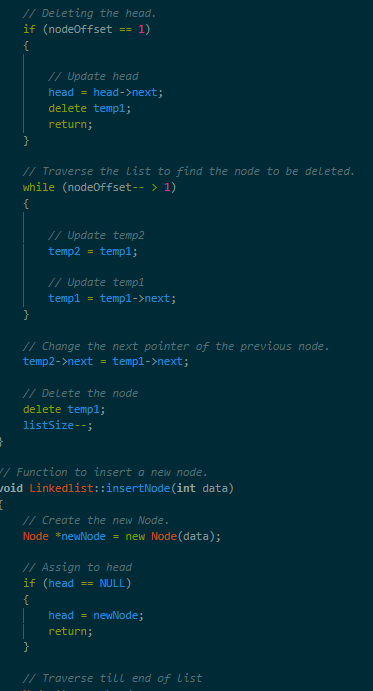 // Deleting the head.
if (nodeOffset == 1)
{
// Update head
head = head->next;
delete temp1;
return;
}
// Traverse the list to find the node to be deleted.
while (nodeOffset-- > 1)
{
// Update temp2
temp2 = temp1;
// Update temp1
temp1 = temp1->next;
}
// Change the next pointer of the previous node.
temp2->next = temp1->next;
// Delete the node
delete temp1;
listSize--;
}
// Function to insert a new node.
void Linkedlist::insertNode(int data)
{
// Create the new Node.
Node *newNode = new Node(data);
// Assign to head
if (head == NULL)
{
head = newNode;
return;
}
// Traverse till end of list